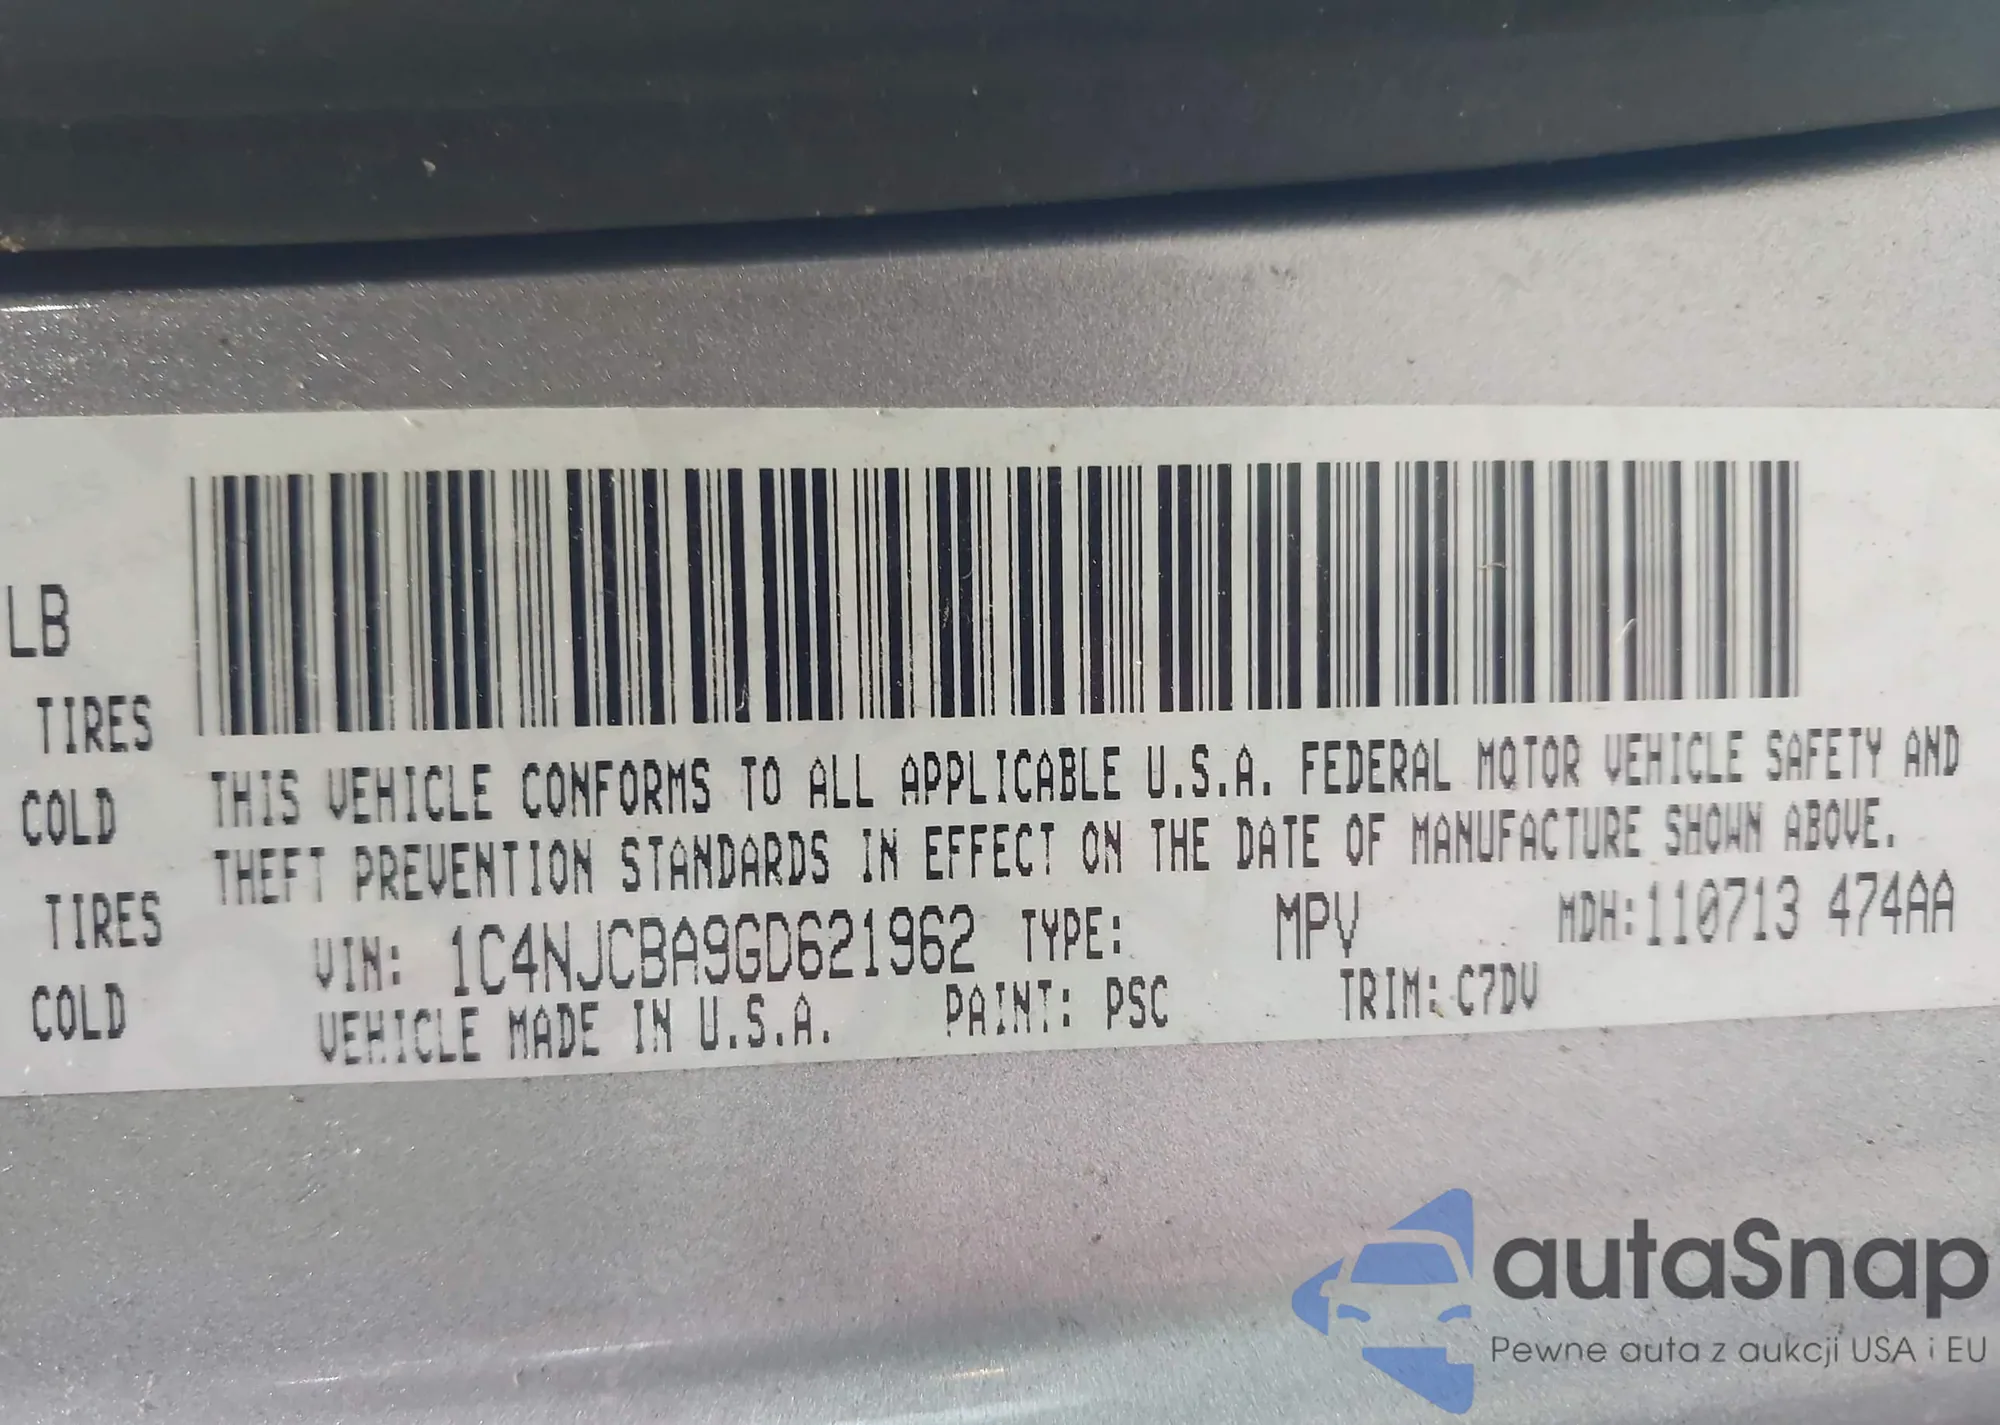 LB
TIRES
COLD
TIRES
COLD
THIS VEHICLE CONFORMS TO ALL APPLICABLE U.S.A. FEDERAL MOTOR VEHICLE SAFETY AND
THEFT PREVENTION STANDARDS IN EFFECT ON THE DATE OF MANUFACTURE SHOWN ABOVE.
VIN: 1C4NJCBA9GD621962 TYPE: MPV MDH:110713 474AA
VEHICLE MADE IN U.S.A. PAINT: PSC TRIM: C7DV
autaSnap
Pewne auta z aukcji USA i EU